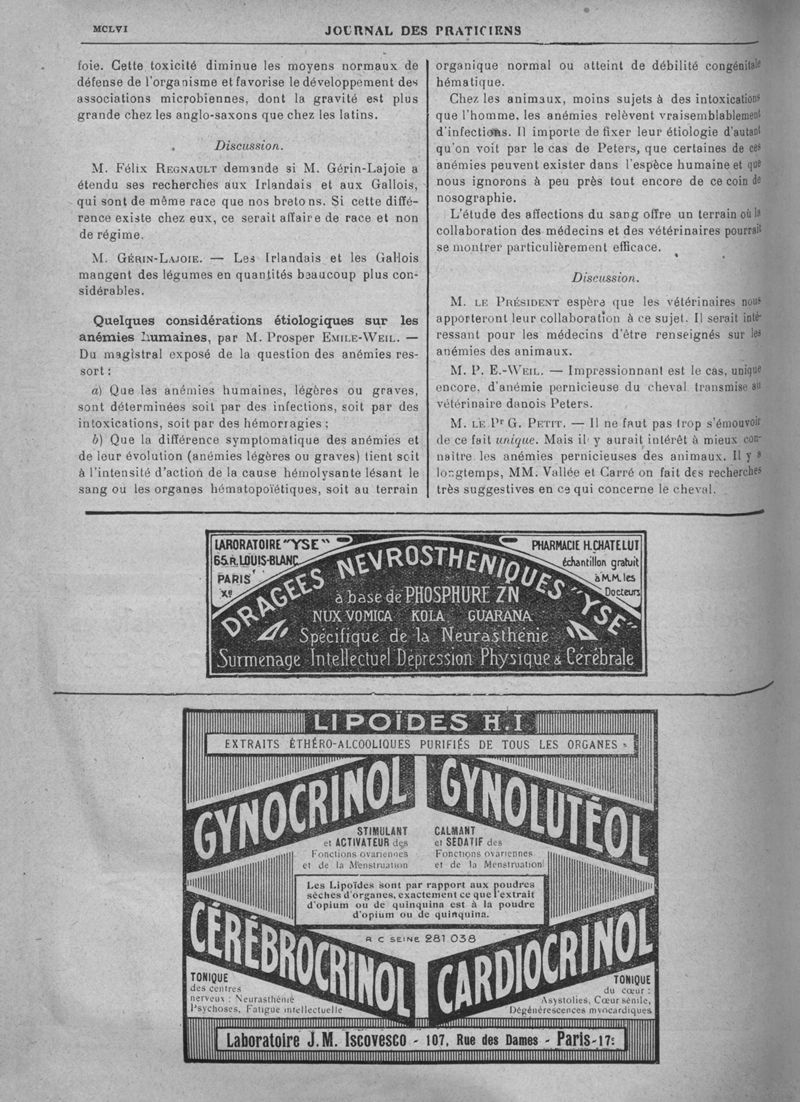 MCLVI
JOURNAL DES PRATICIENS
foie. Cette toxicité diminue les moyens normaux de
défense de l'organisme et favorise le développement des
associations microbiennes, dont la gravité est plus
grande chez les anglo-saxons que chez les latins.
Discussion.
M. Félix REGNAULT demande si M. Gérin-Lajoie a
étendu ses recherches aux Irlandais et aux Gallois,
qui sont de même race que nos bretons. Si cette diffé-
rence existe chez eux, ce serait affaire de race et non
de régime.
M. GÉRIN-LAJOIE. — Les Irlandais et les Gallois
mangent des légumes en quantités beaucoup plus con-
sidérables.
Quelques considérations étiologiques sur les
anémies humaines, par M. Prosper EMILE-WEIL. —
Du magistral exposé de la question des anémies res-
sort :
a) Que les anémies humaines, légères ou graves,
sont déterminées soit par des infections, soit par des
intoxications, soit par des hémorragies ;
b) Que la différence symptomatique des anémies et
de leur évolution (anémies légères ou graves) tient soit
à l'intensité d'action de la cause hémolysante lésant le
sang ou les organes hématopoïétiques, soit au terrain
organique normal ou atteint de débilité congénitale
hématique.
Chez les animaux, moins sujets à des intoxications
que l'homme, les anémies relèvent vraisemblablement
d'infections. Il importe de fixer leur étiologie d'autant
qu'on voit par le cas de Peters, que certaines de ces
anémies peuvent exister dans l'espèce humaine et que
nous ignorons à peu près tout encore de ce coin de
nosographie.
L'étude des affections du sang offre un terrain où la
collaboration des médecins et des vétérinaires pourrait
se montrer particulièrement efficace.
Discussion.
M. LE PRÉSIDENT espère que les vétérinaires nous
apporteront leur collaboration à ce sujet. Il serait inté-
ressant pour les médecins d'être renseignés sur les
anémies des animaux.
M. P. E.-WEIL. — Impressionnant est le cas, unique
encore, d'anémie pernicieuse du cheval transmise au
vétérinaire danois Peters.
M. LE Pr G. PETIT. — Il ne faut pas trop s'émouvoir
de ce fait unique. Mais il y aurait intérêt à mieux con-
naître les anémies pernicieuses des animaux. Il y a
longtemps, MM. Vallée et Carré on fait des recherches
très suggestives en ce qui concerne le cheval.
LABORATOIRE "YSE"
65.R.LOUIS-BLANC
PARIS
Xe
PHARMACIE H.CHATELUT
échantillon gratuit
à M.M. les
Docteurs
DRAGÉES NÉVROSTHÉNIQUES "YSE"
à base de PHOSPHURE ZN
NUX VOMICA KOLA GUARANA
Spécifique de la Neurasthénie
Surmenage Intellectuel Dépression Physique & Cérébrale
LIPOÏDES H.I.
EXTRAITS ÉTHÉRO-ALCOOLIQUES PURIFIÉS DE TOUS LES ORGANES
GYNOCRINOL
GYNOLUTÉOL
STIMULANT
et ACTIVATEUR des
Fonctions ovariennes
et de la Menstruation
CALMANT
et SÉDATIF des
Fonctions ovariennes
et de la Menstruation
Les Lipoïdes sont par rapport aux poudres
sèches d'organes, exactement ce que l'extrait
d'opium ou de quinquina est à la poudre
d'opium ou de quinquina.
R C SEINE 281 038
CÉRÉBROCRINOL
CARDIOCRINOL
TONIQUE
des centres
nerveux : Neurasthénie
Psychoses, Fatigue intellectuelle
TONIQUE
du cœur :
Asystolies, Cœur sénile,
Dégénérescences myocardiques
Laboratoire J.M. ISCOVESCO - 107, Rue des Dames - Paris-17e